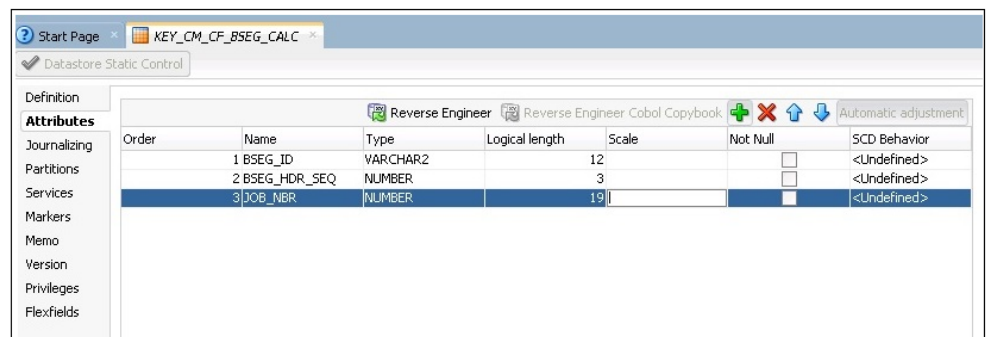 Start Page KEY_CM_CF_BSEG_CALC
Datastore Static Control
Definition
Attributes
Journalizing
Partitions
Services
Markers
Memo
Version
Privileges
Flexfields
Reverse Engineer Reverse Engineer Cobol Copybook Automatic adjustment
Order Name Type Logical length Scale Not Null SCD Behavior
1 BSEG_ID VARCHAR2 12 <Undefined>
2 BSEG_HDR_SEQ NUMBER 3 <Undefined>
3 JOB_NBR NUMBER 19 <Undefined>